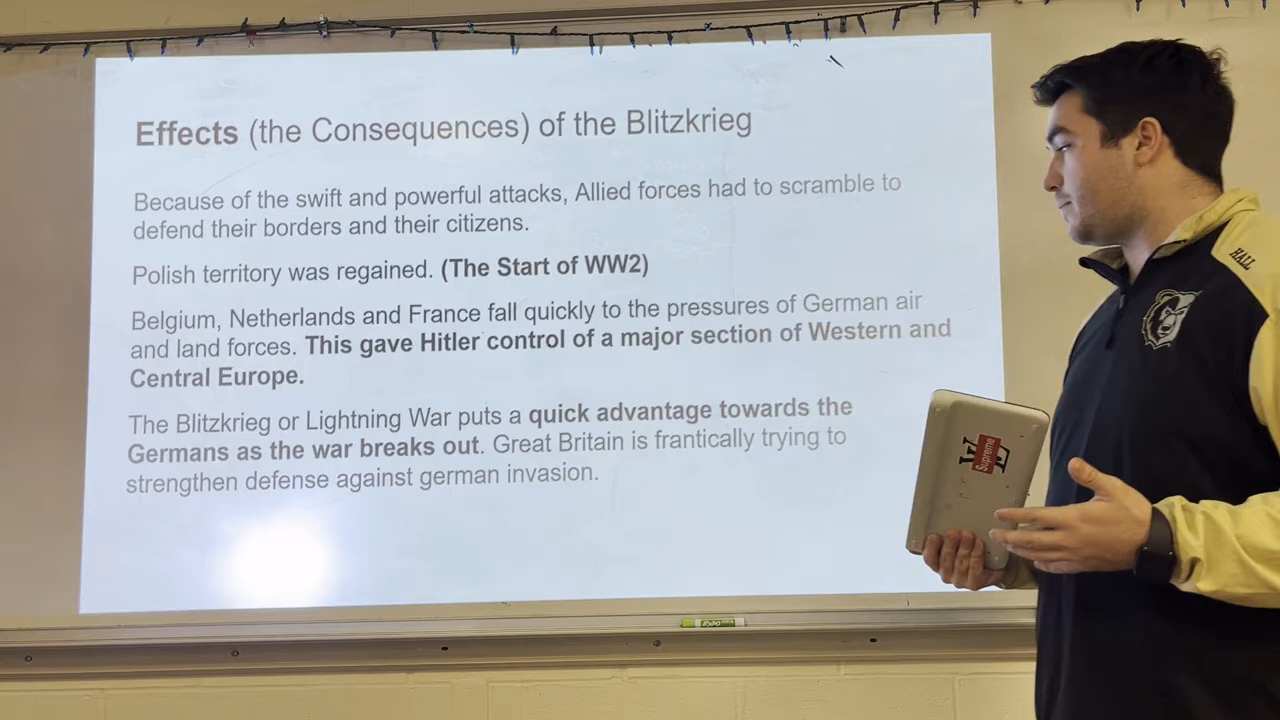 Effects (the Consequences) of the Blitzkrieg
Because of the swift and powerful attacks, Allied forces had to scramble to
defend their borders and their citizens.
Polish territory was regained. (The Start of WW2)
Belgium, Netherlands and France fall quickly to the pressures of German air
and land forces. This gave Hitler control of a major section of Western and
Central Europe.
The Blitzkrieg or Lightning War puts a quick advantage towards the
Germans as the war breaks out. Great Britain is frantically trying to
strengthen defense against german invasion.
HALL
Supreme
EXPO